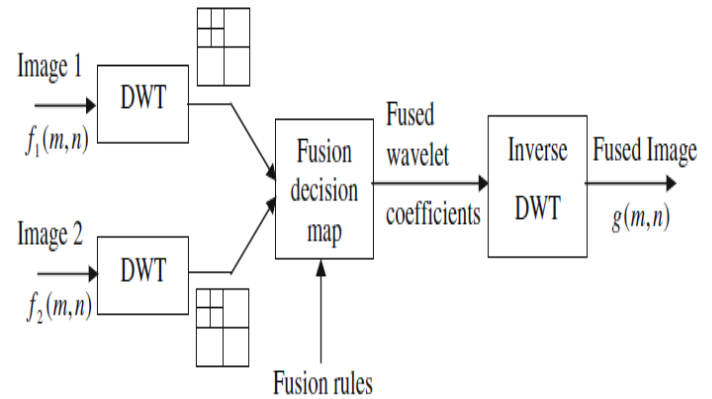 Image 1
DWT
f₁(m,n)
Image 2
DWT
f₂(m,n)
Fusion
decision
map
Fusion rules
Fused
wavelet
coefficients
Inverse
DWT
Fused Image
g(m,n)